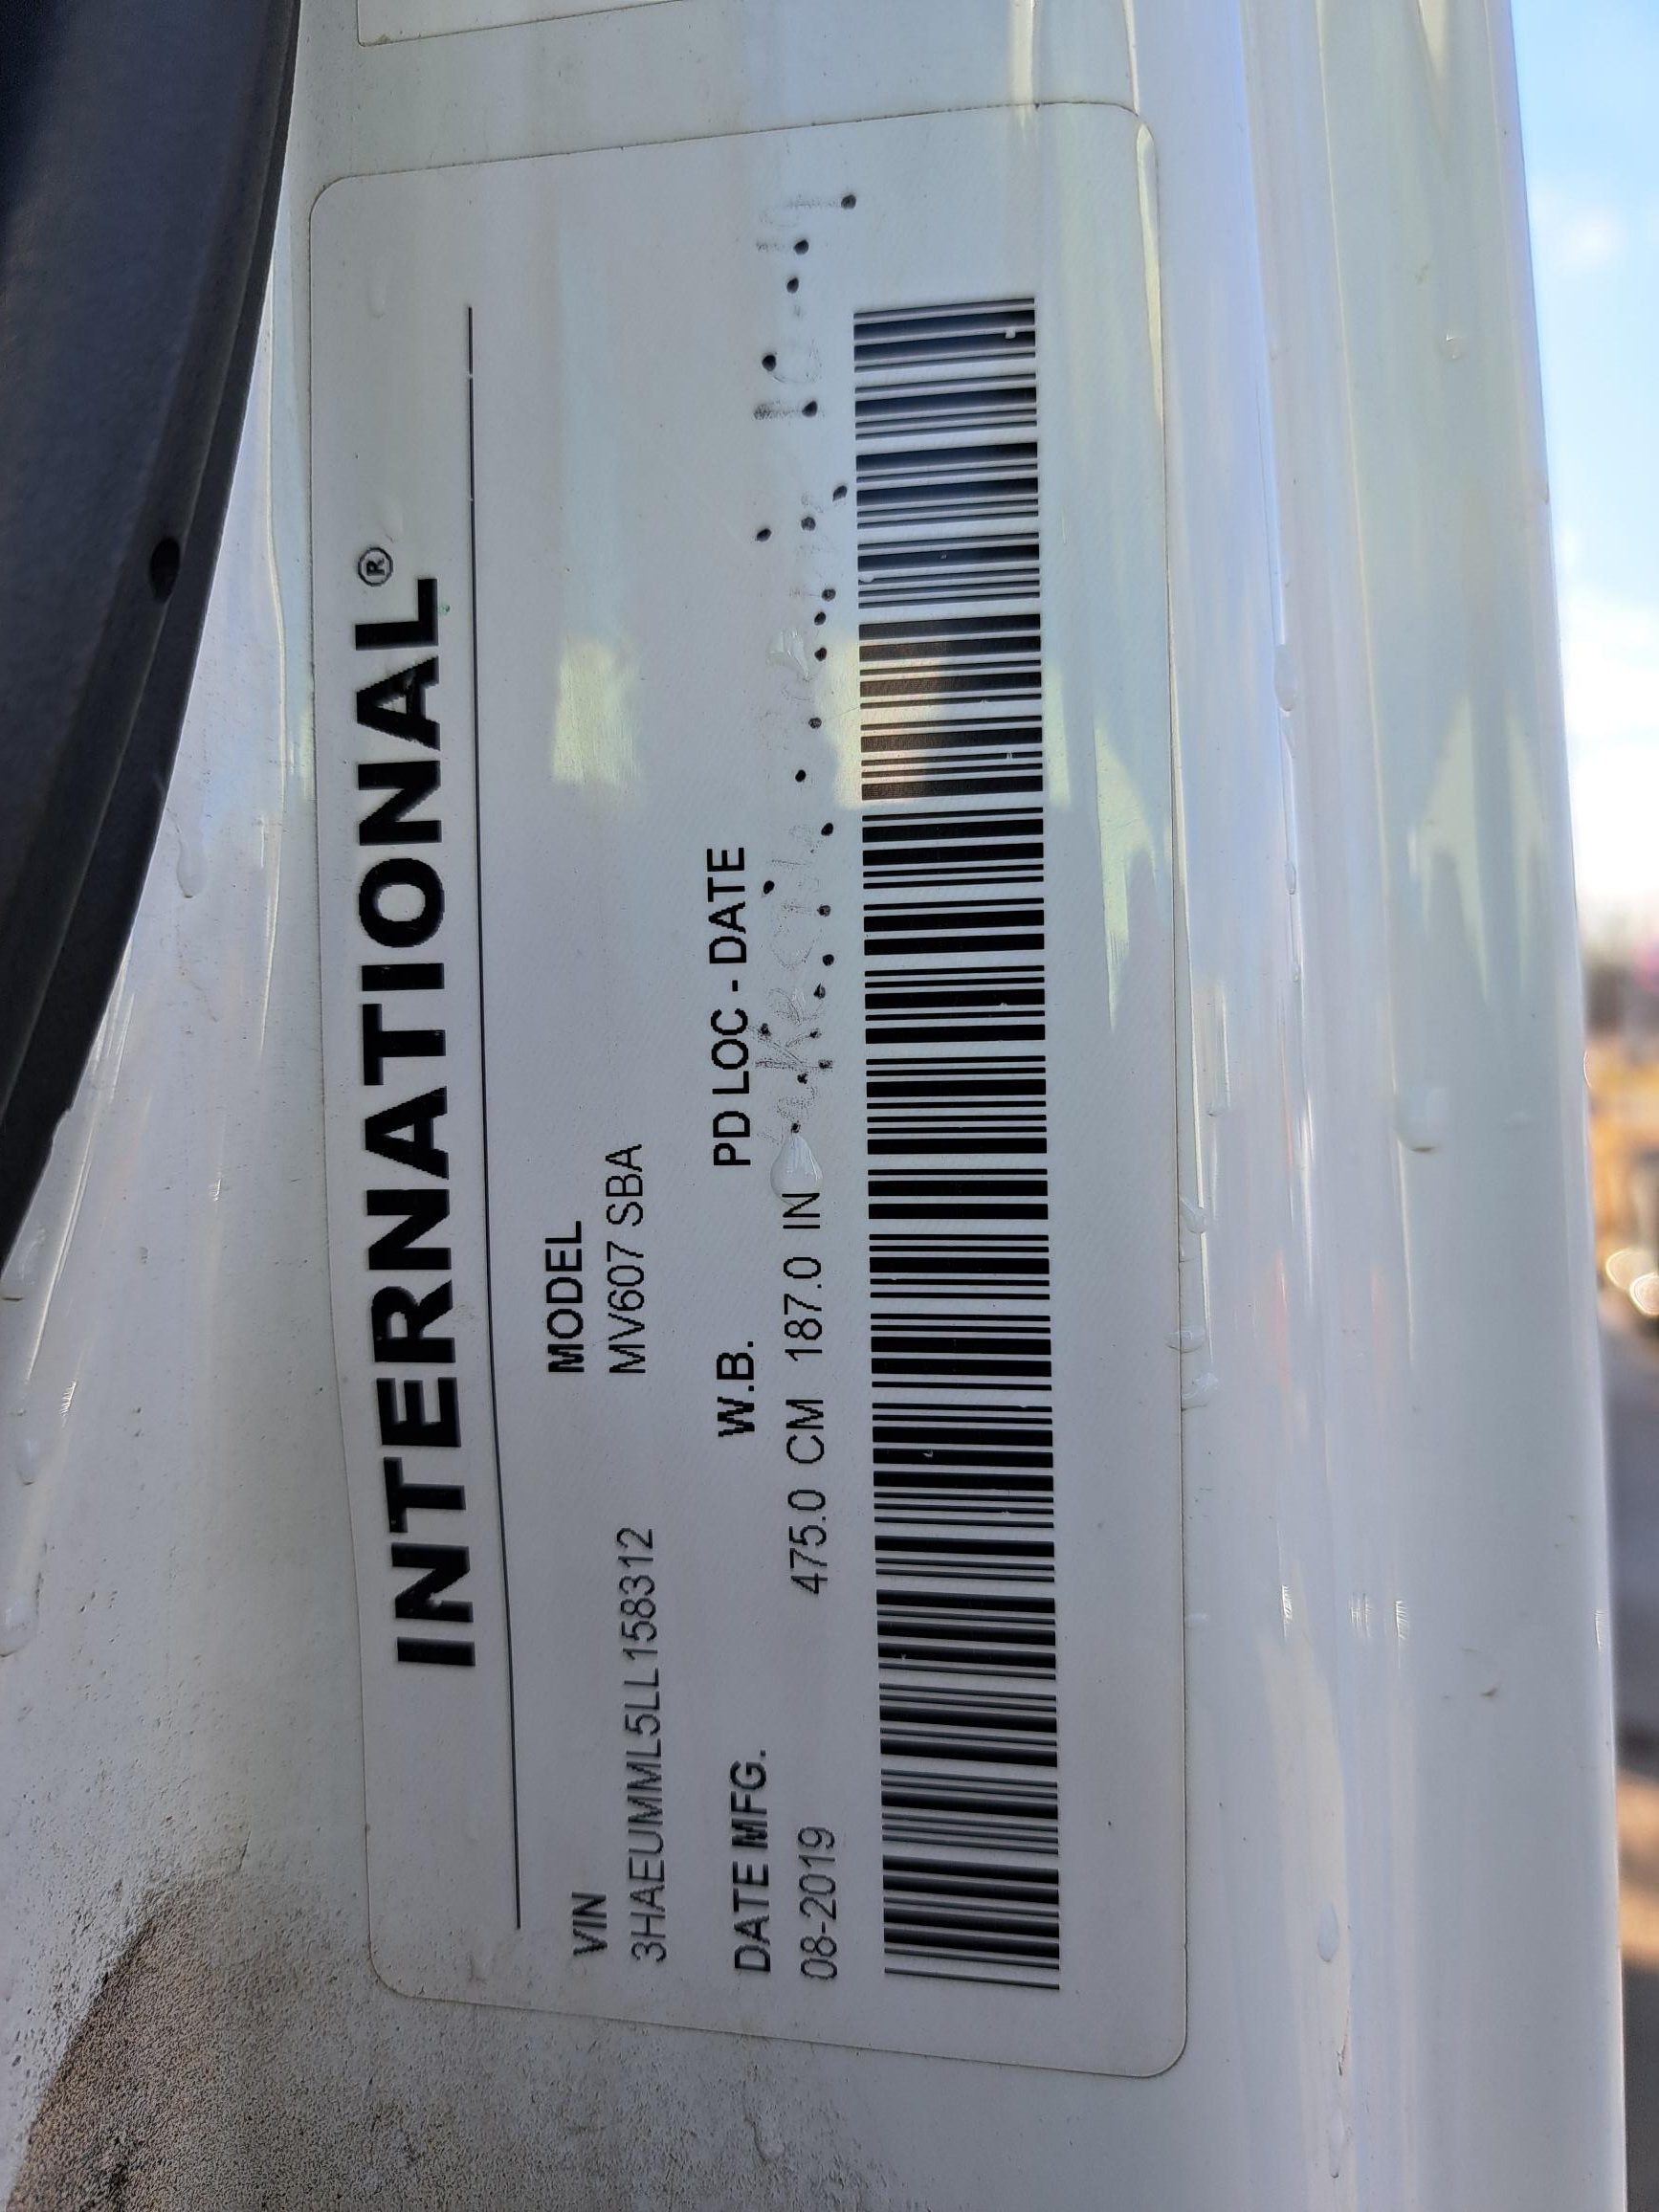 INTERNATIONAL®
VIN MODEL
3HAEUMML5LL158312 MV607 SBA
DATE MFG. W.B. PD LOC - DATE
08-2019 475.0 CM 187.0 IN